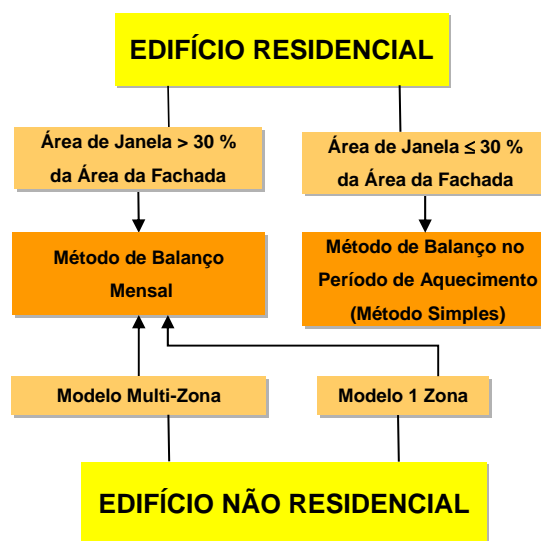 EDIFÍCIO RESIDENCIAL
Área de Janela > 30 %
da Área da Fachada
Área de Janela ≤ 30 %
da Área da Fachada
Método de Balanço
Mensal
Método de Balanço no
Período de Aquecimento
(Método Simples)
Modelo Multi-Zona
Modelo 1 Zona
EDIFÍCIO NÃO RESIDENCIAL